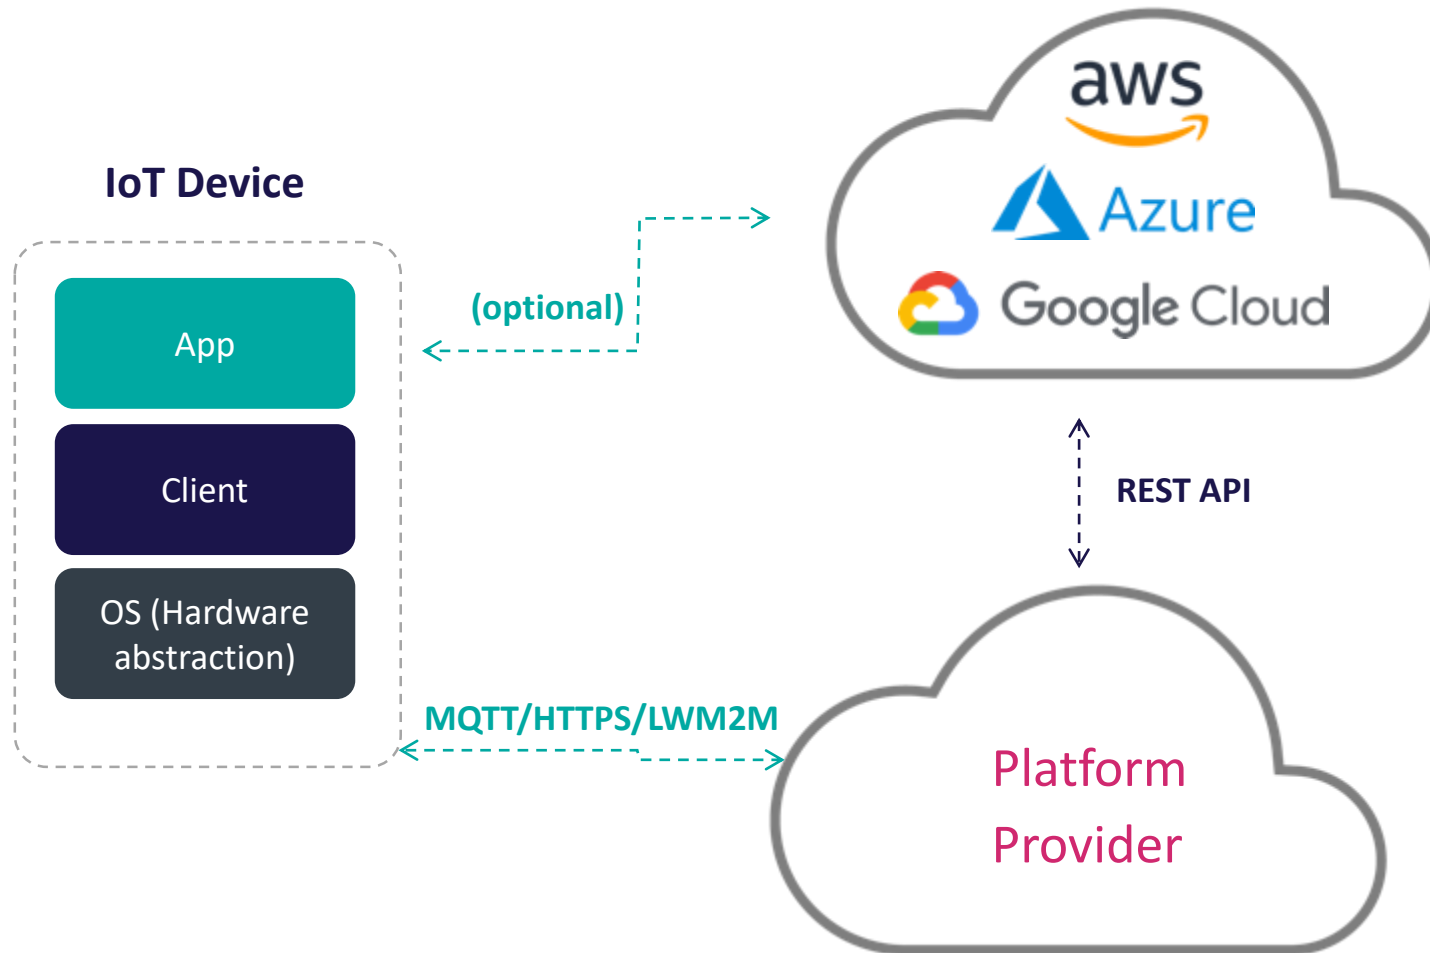 IoT Device
App
Client
OS (Hardware
abstraction)
(optional)
aws
Azure
Google Cloud
REST API
MQTT/HTTPS/LWM2M
Platform
Provider